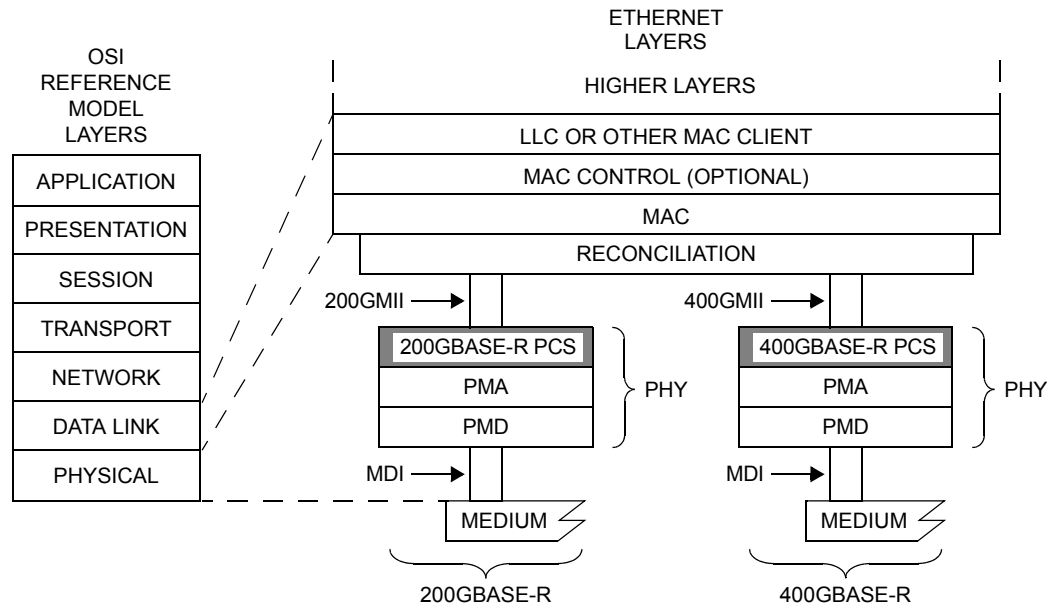 ETHERNET
LAYERS
OSI
REFERENCE
MODEL
LAYERS
HIGHER LAYERS
LLC OR OTHER MAC CLIENT
MAC CONTROL (OPTIONAL)
MAC
RECONCILIATION
APPLICATION
PRESENTATION
SESSION
TRANSPORT
NETWORK
DATA LINK
PHYSICAL
200GMII
400GMII
200GBASE-R PCS
PMA
PMD
PHY
400GBASE-R PCS
PMA
PMD
PHY
MDI
MDI
MEDIUM
MEDIUM
200GBASE-R
400GBASE-R